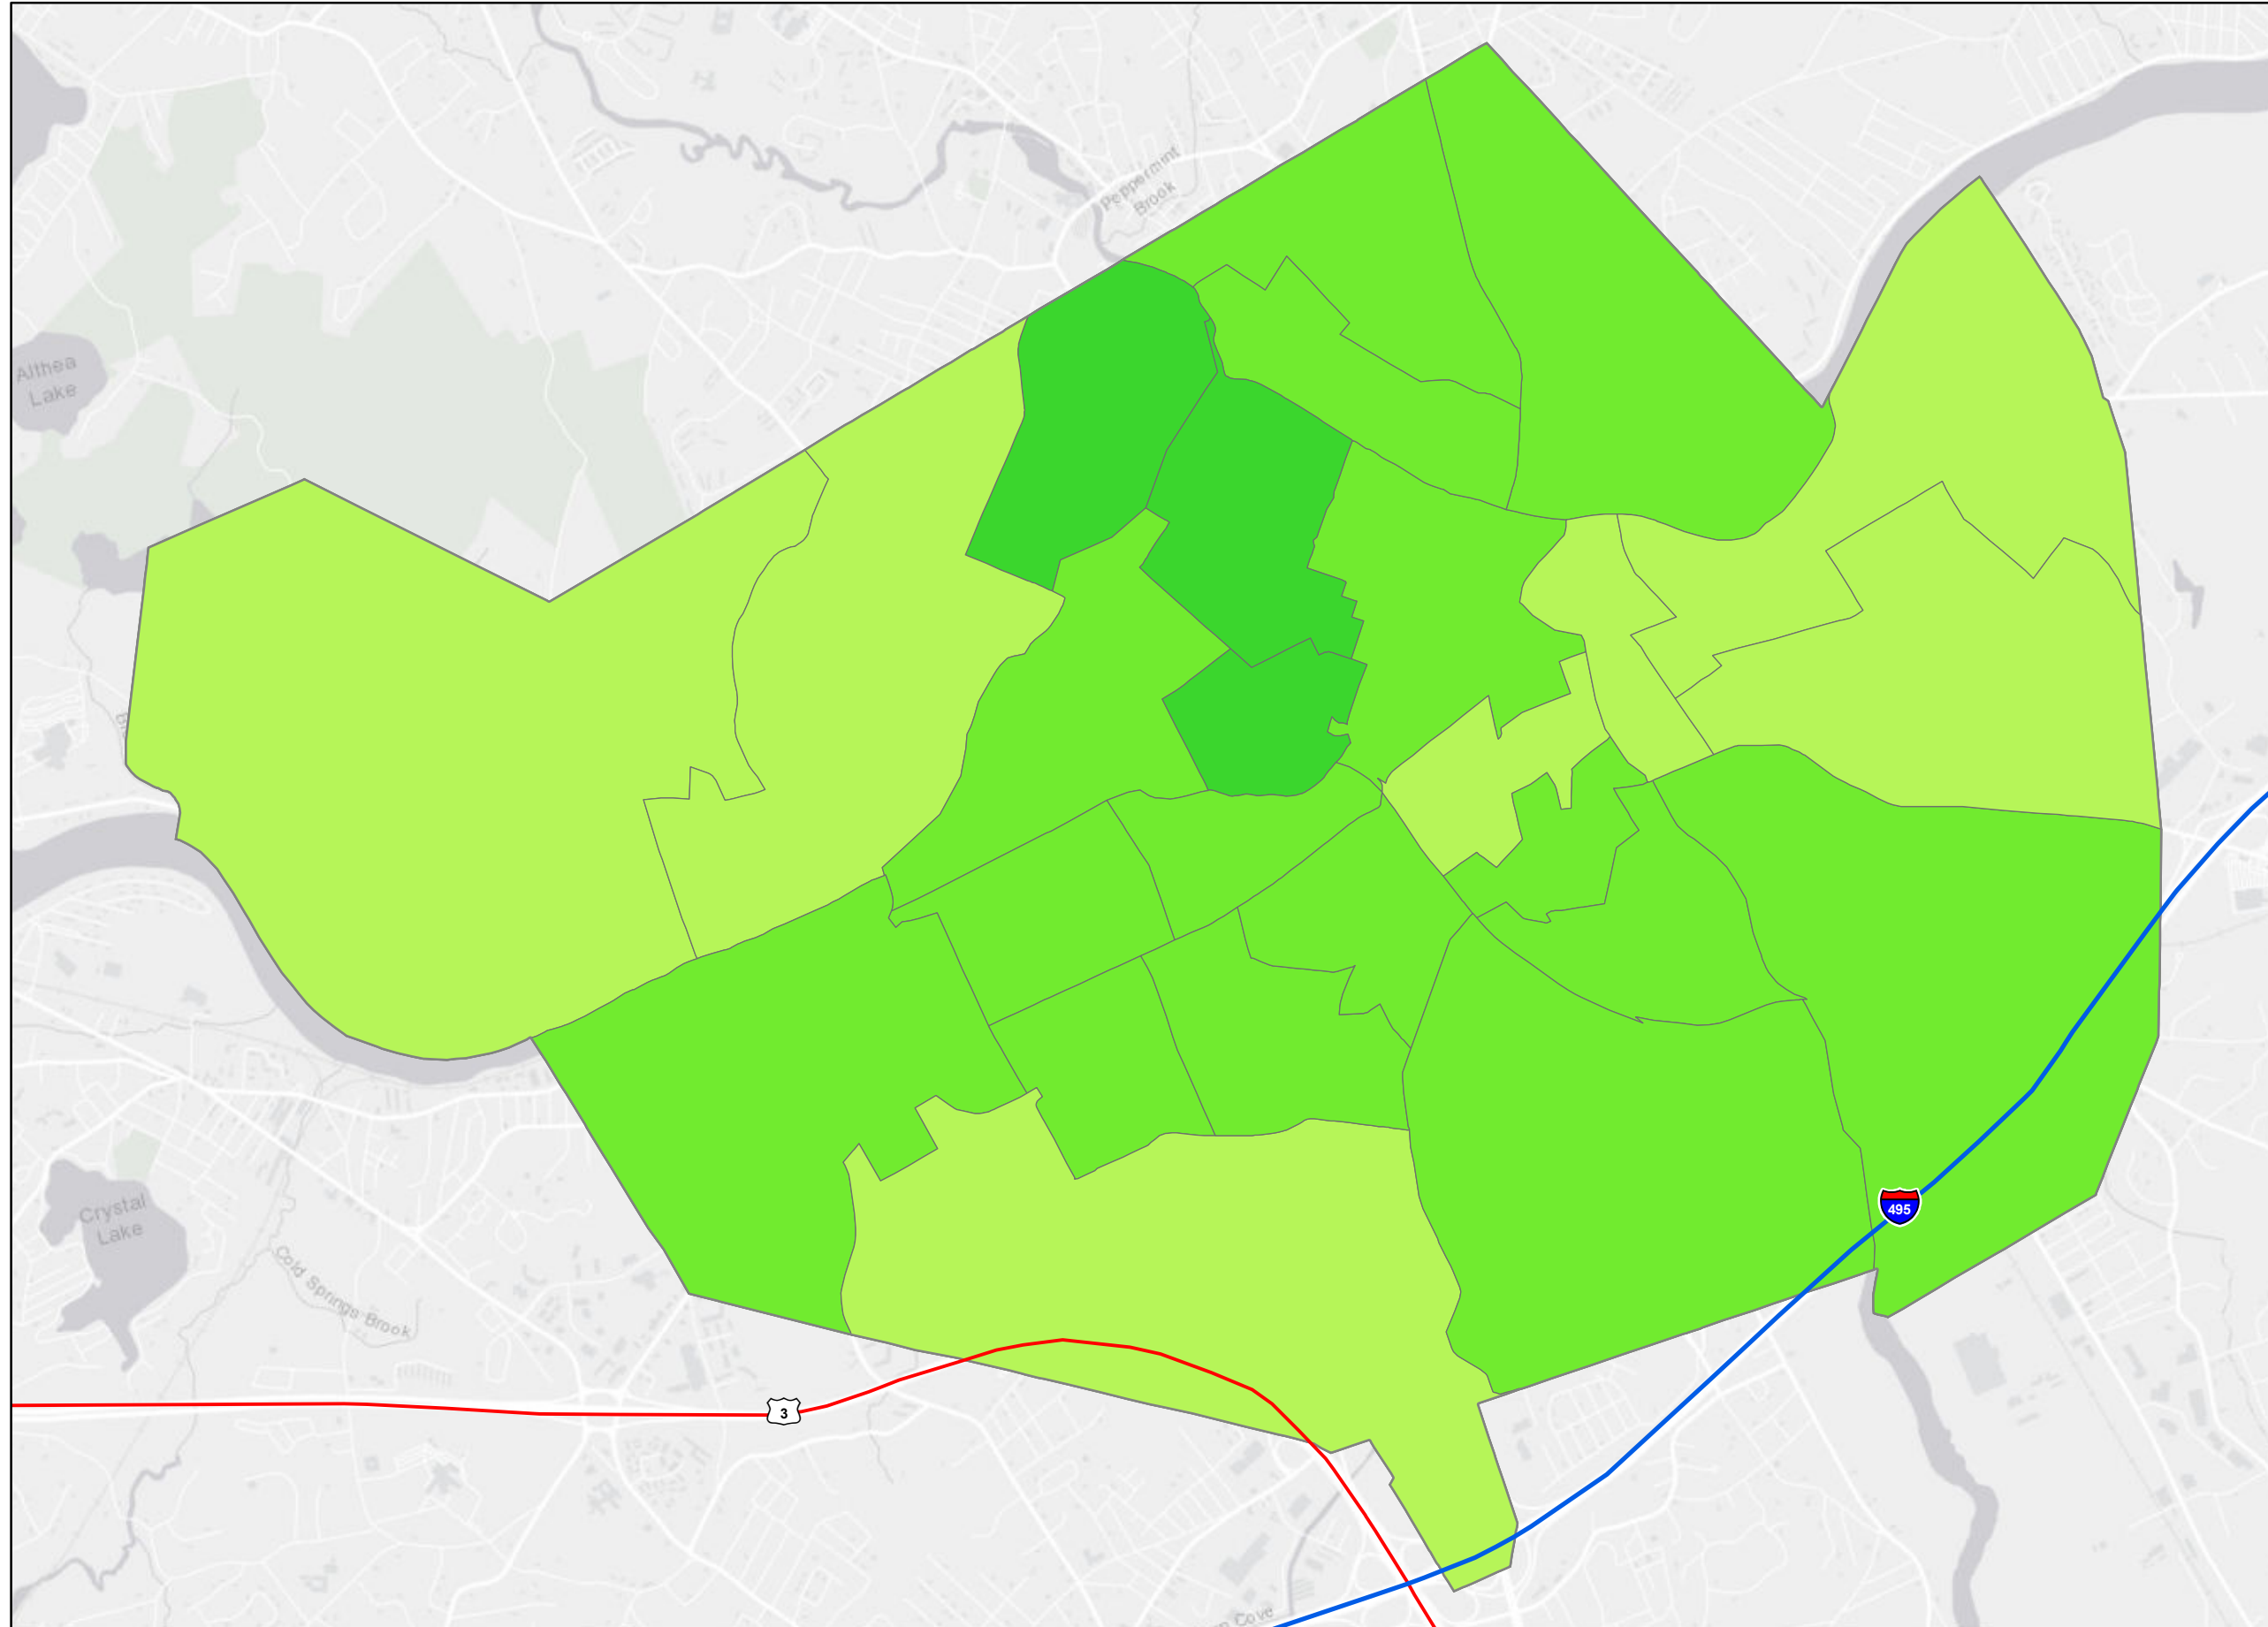 Peppermint
Brook
Althea
Lake
Crystal
Lake
Cold Springs Brook
495
3
Cove